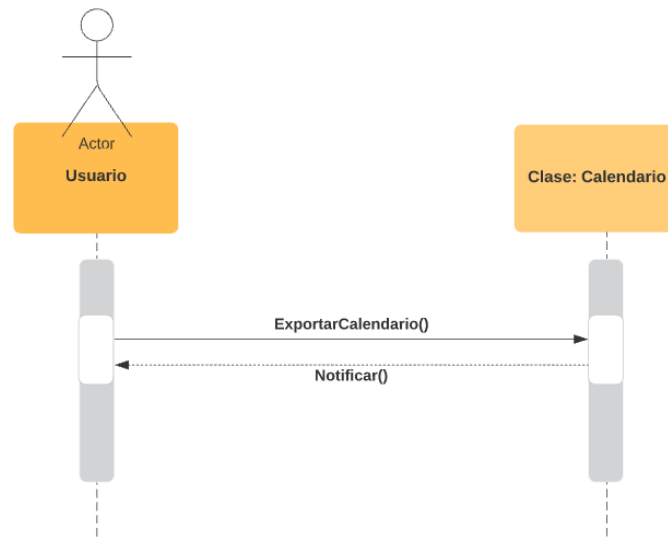 Actor
Usuario
Clase: Calendario
ExportarCalendario()
Notificar()